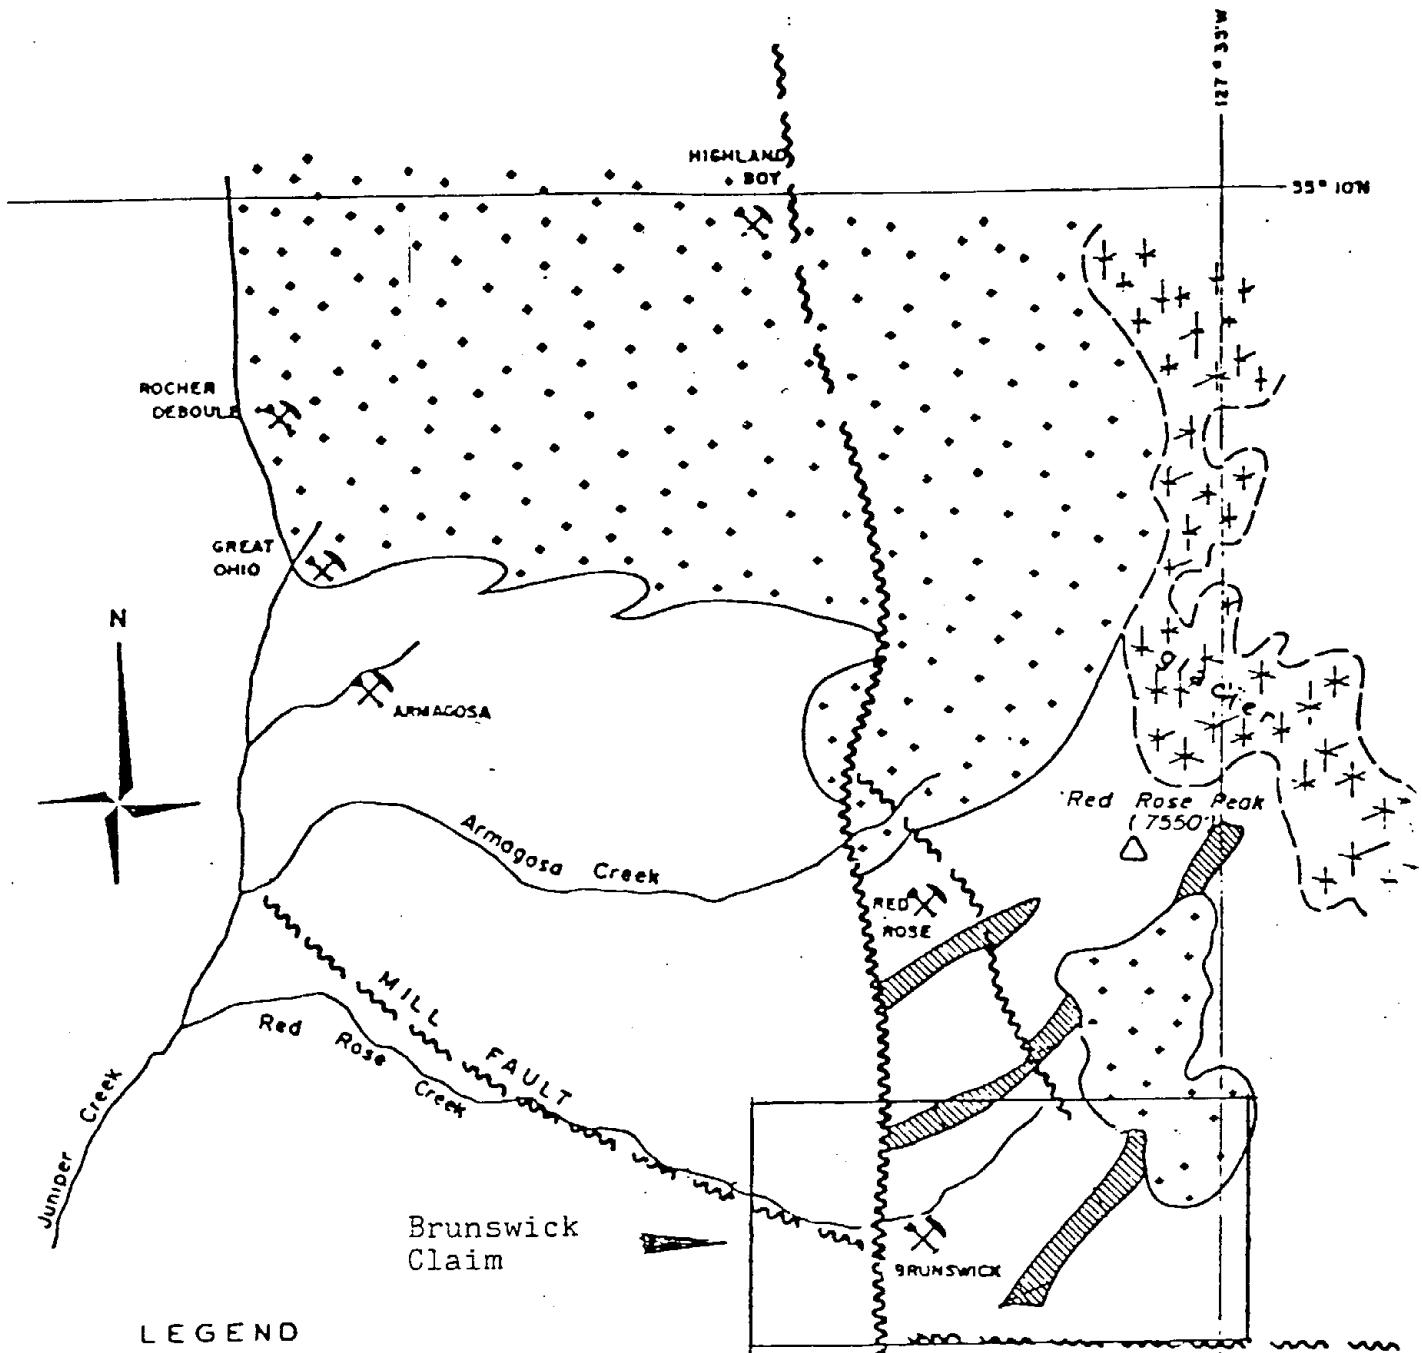 127° 35'W
HIGHLAND
BOY
55° 10'N
ROCHER
DEBOULE
GREAT
OHIO
N
glacier
ARMAGOSA
Red Rose Peak
(7550')
Armagosa Creek
RED
ROSE
MILL FAULT
Red Rose Creek
Juniper Creek
Brunswick
Claim
BRUNSWICK
LEGEND